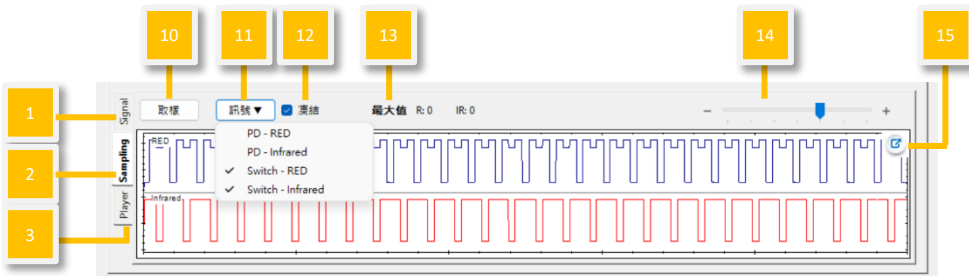 10
11
12
13
14
15
1
2
3
Signal
Sampling
Player
取樣
訊號▼
凍結
最大值 R: 0 IR: 0
− +
RED
PD - RED
PD - Infrared
✓ Switch - RED
✓ Switch - Infrared
Infrared